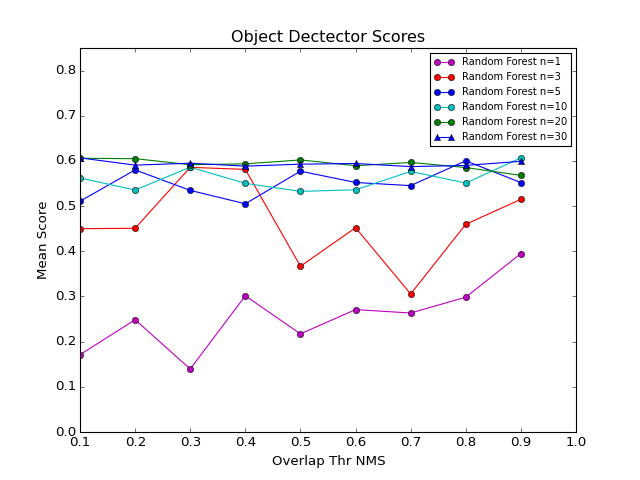 Object Dectector Scores
Random Forest n=1
Random Forest n=3
Random Forest n=5
Random Forest n=10
Random Forest n=20
Random Forest n=30
Mean Score
0.8
0.7
0.6
0.5
0.4
0.3
0.2
0.1
0.0
0.1 0.2 0.3 0.4 0.5 0.6 0.7 0.8 0.9 1.0
Overlap Thr NMS